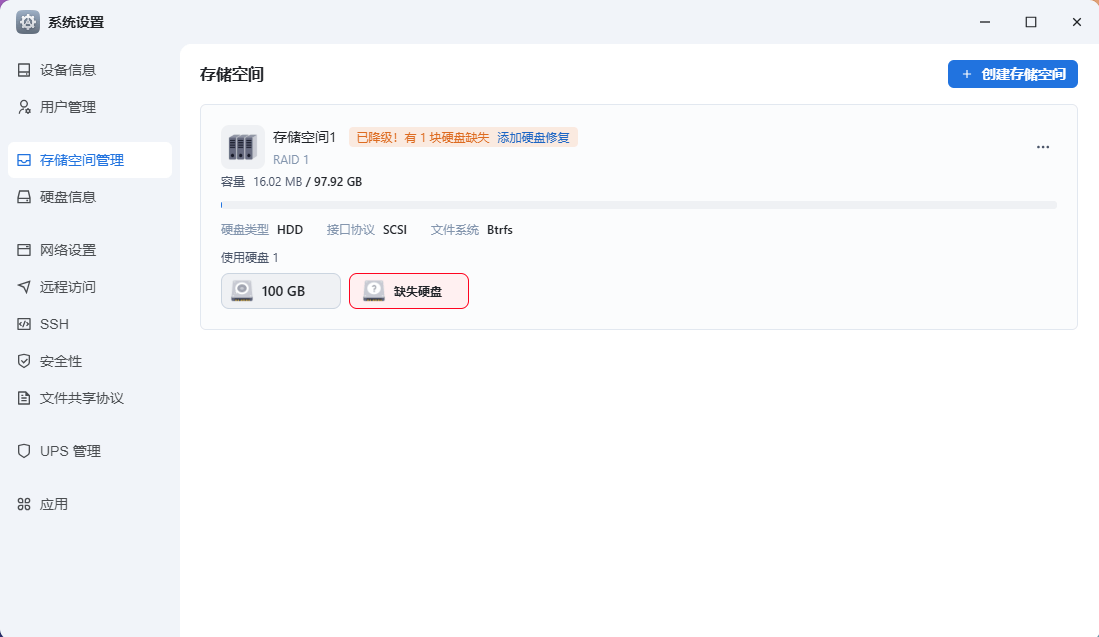 系统设置
设备信息
用户管理
存储空间管理
硬盘信息
网络设置
远程访问
SSH
安全性
文件共享协议
UPS 管理
应用
存储空间
+ 创建存储空间
存储空间1 已降级！有 1 块硬盘缺失 添加硬盘修复
RAID 1
容量 16.02 MB / 97.92 GB
硬盘类型 HDD 接口协议 SCSI 文件系统 Btrfs
使用硬盘 1
100 GB ? 缺失硬盘